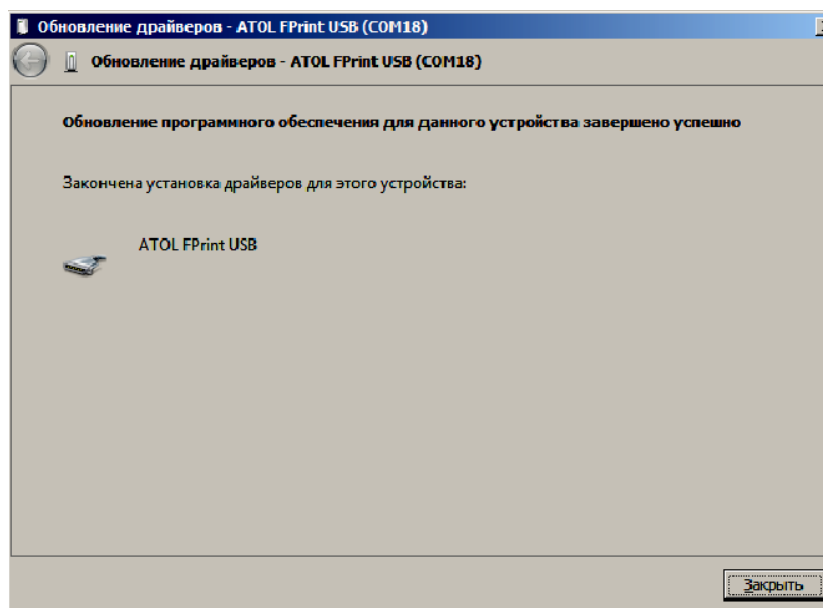 Обновление драйверов - ATOL FPrint USB (COM18)
Обновление драйверов - ATOL FPrint USB (COM18)
Обновление программного обеспечения для данного устройства завершено успешно
Закончена установка драйверов для этого устройства:
ATOL FPrint USB
Закрыть